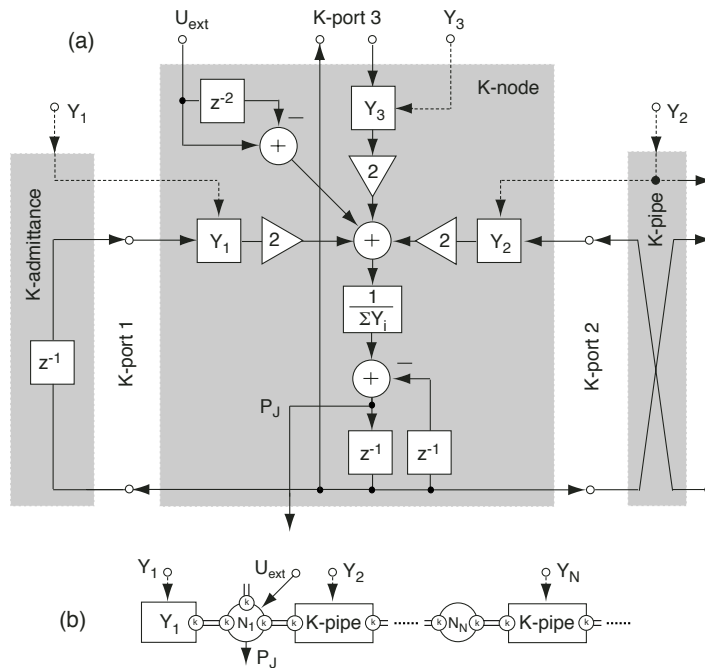 U_ext K-port 3 Y_3
(a)
K-node
z^-2
Y_3
Y_1
Y_2
−
2
K-admittance
K-pipe
Y_1 2 + 2 Y_2
+
K-port 1
K-port 2
1
ΣY_i
z^-1
−
+
P_J
z^-1 z^-1
Y_1 U_ext Y_2 Y_N
(b)
k
Y_1 k k N_1 k k K-pipe k ...... k N_N k k K-pipe k ......
P_J